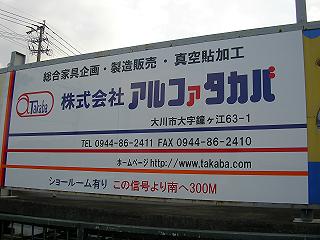 総合家具企画・製造販売・真空貼加工
Takaba
株式会社 アルファタカバ
大川市大字鐘ヶ江63-1
TEL 0944-86-2411 FAX 0944-86-2410
ホームページ http://www.takaba.com/
ショールーム有り この信号より南へ300M